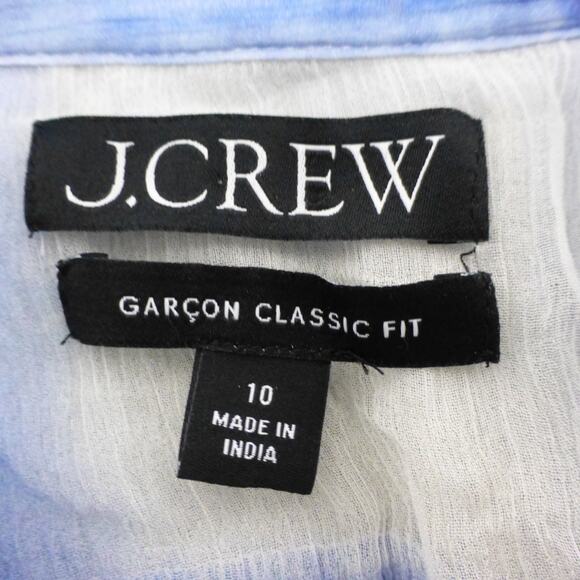 J.CREW
GARÇON CLASSIC FIT
10
MADE IN
INDIA